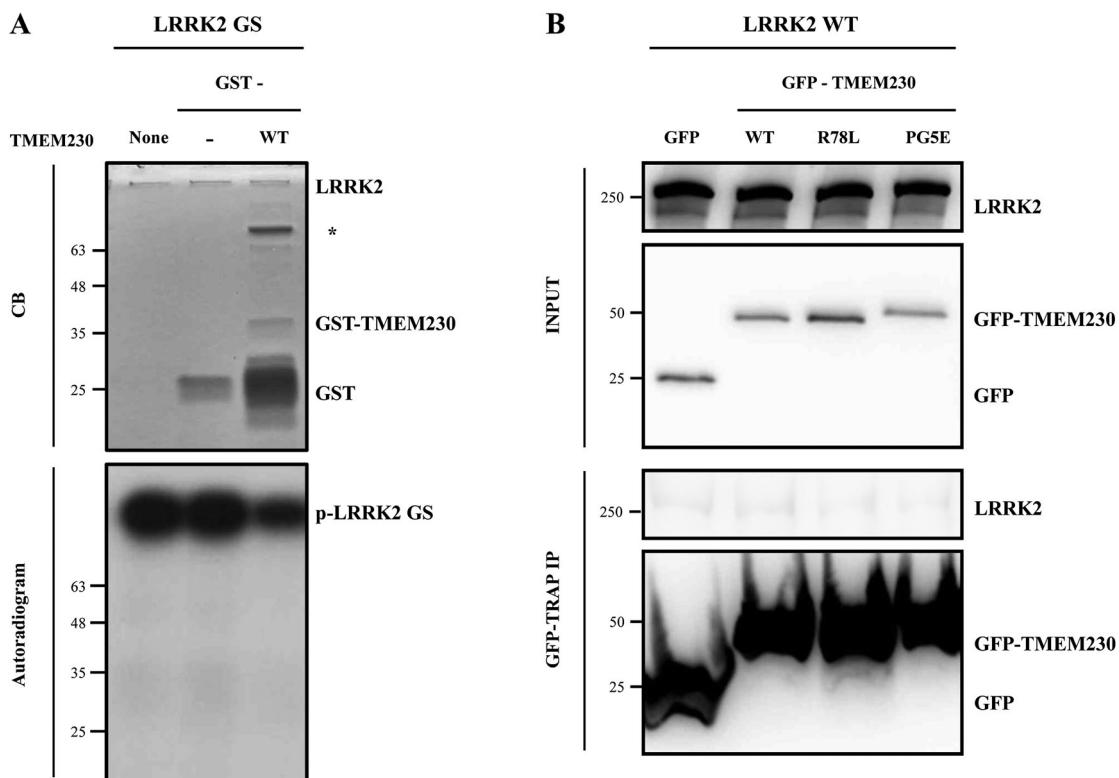 A
LRRK2 GS
GST -
TMEM230 None - WT
CB
LRRK2
*
63
48
GST-TMEM230
35
25
GST
Autoradiogram
p-LRRK2 GS
63
48
35
25
B
LRRK2 WT
GFP - TMEM230
GFP WT R78L PG5E
INPUT
250
LRRK2
50
GFP-TMEM230
25
GFP
GFP-TRAP IP
250
LRRK2
50
GFP-TMEM230
25
GFP